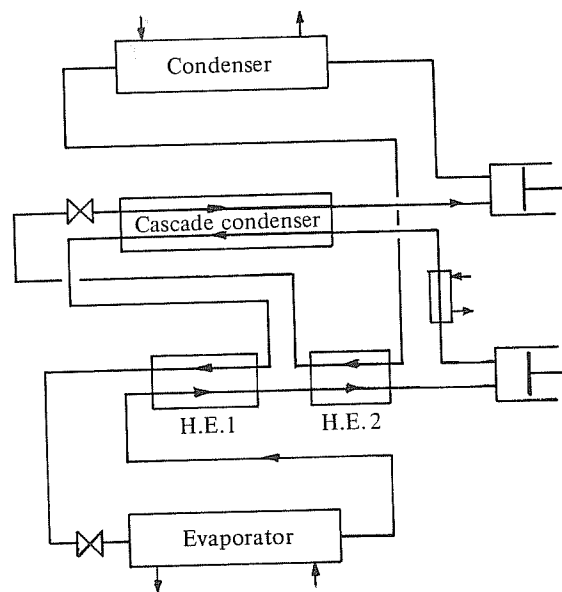 Condenser
Cascade condenser
H.E.1
H.E.2
Evaporator